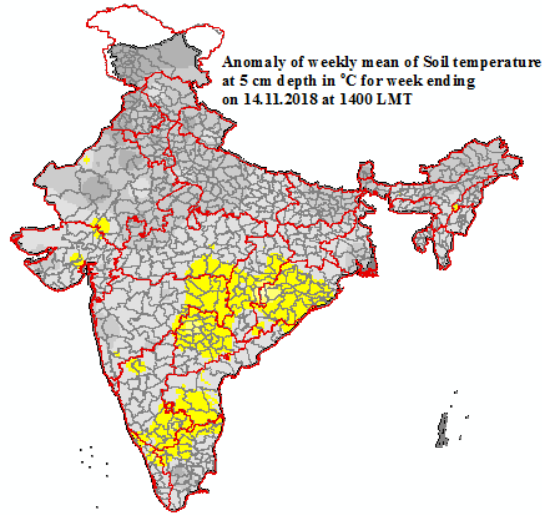 Anomaly of weekly mean of Soil temperature
at 5 cm depth in °C for week ending
on 14.11.2018 at 1400 LMT